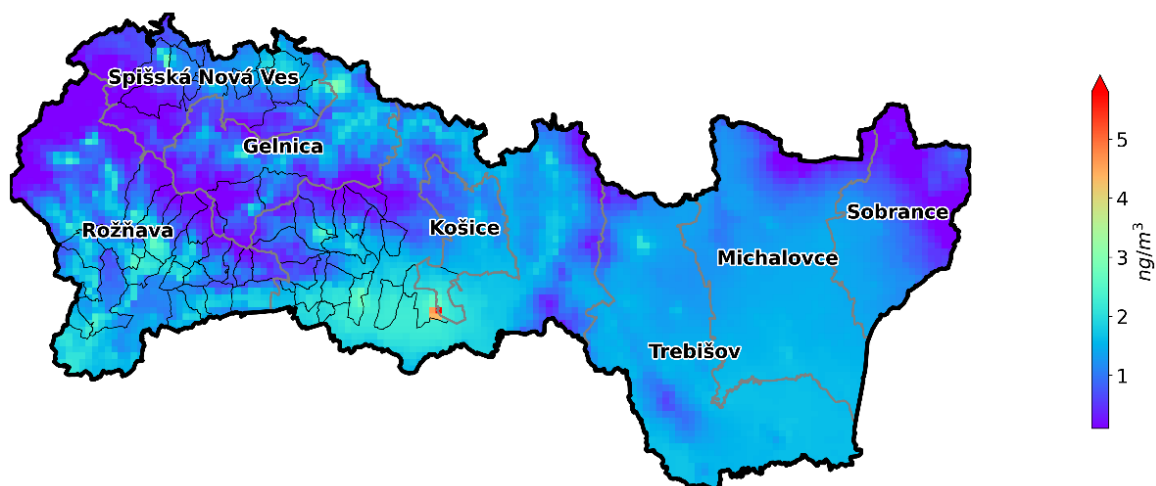 Spišská Nová Ves
Gelnica
Rožňava
Košice
Sobrance
Michalovce
Trebišov
5
4
3
2
1
ng/m³